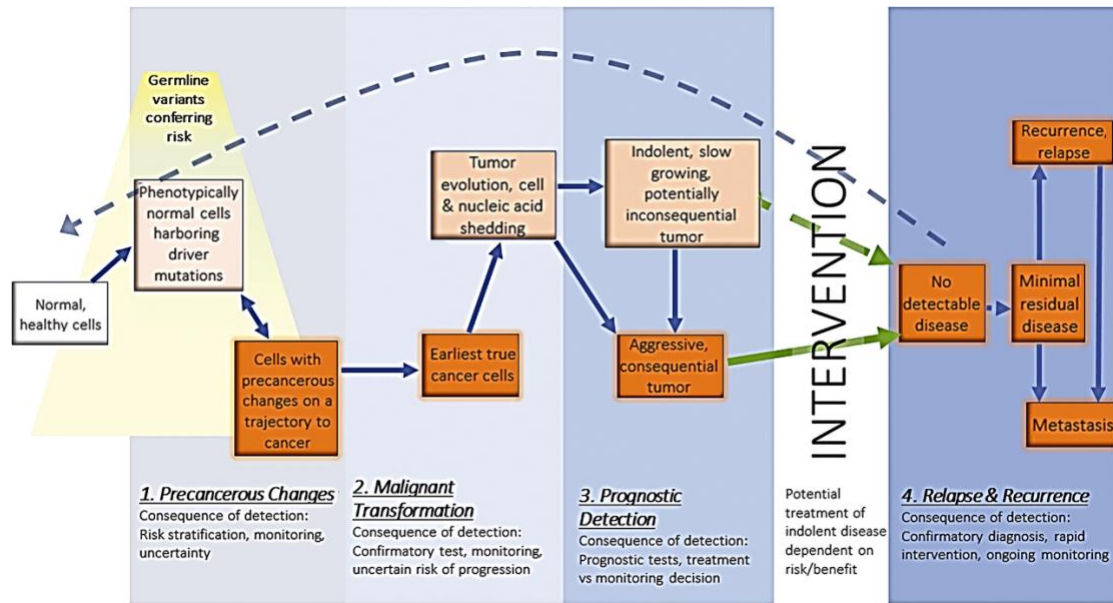 Germline
variants
conferring
risk
Phenotypically
normal cells
harboring
driver
mutations
Normal,
healthy cells
Cells with
precancerous
changes on a
trajectory to
cancer
Tumor
evolution, cell
& nucleic acid
shedding
Earliest true
cancer cells
Indolent, slow
growing,
potentially
inconsequential
tumor
Aggressive,
consequential
tumor
INTERVENTION
No
detectable
disease
Minimal
residual
disease
Recurrence,
relapse
Metastasis
1. Precancerous Changes
Consequence of detection:
Risk stratification, monitoring,
uncertainty
2. Malignant
Transformation
Consequence of detection:
Confirmatory test, monitoring,
uncertain risk of progression
3. Prognostic
Detection
Consequence of detection:
Prognostic tests, treatment
vs monitoring decision
Potential
treatment of
indolent disease
dependent on
risk/benefit
4. Relapse & Recurrence
Consequence of detection:
Confirmatory diagnosis, rapid
intervention, ongoing monitoring